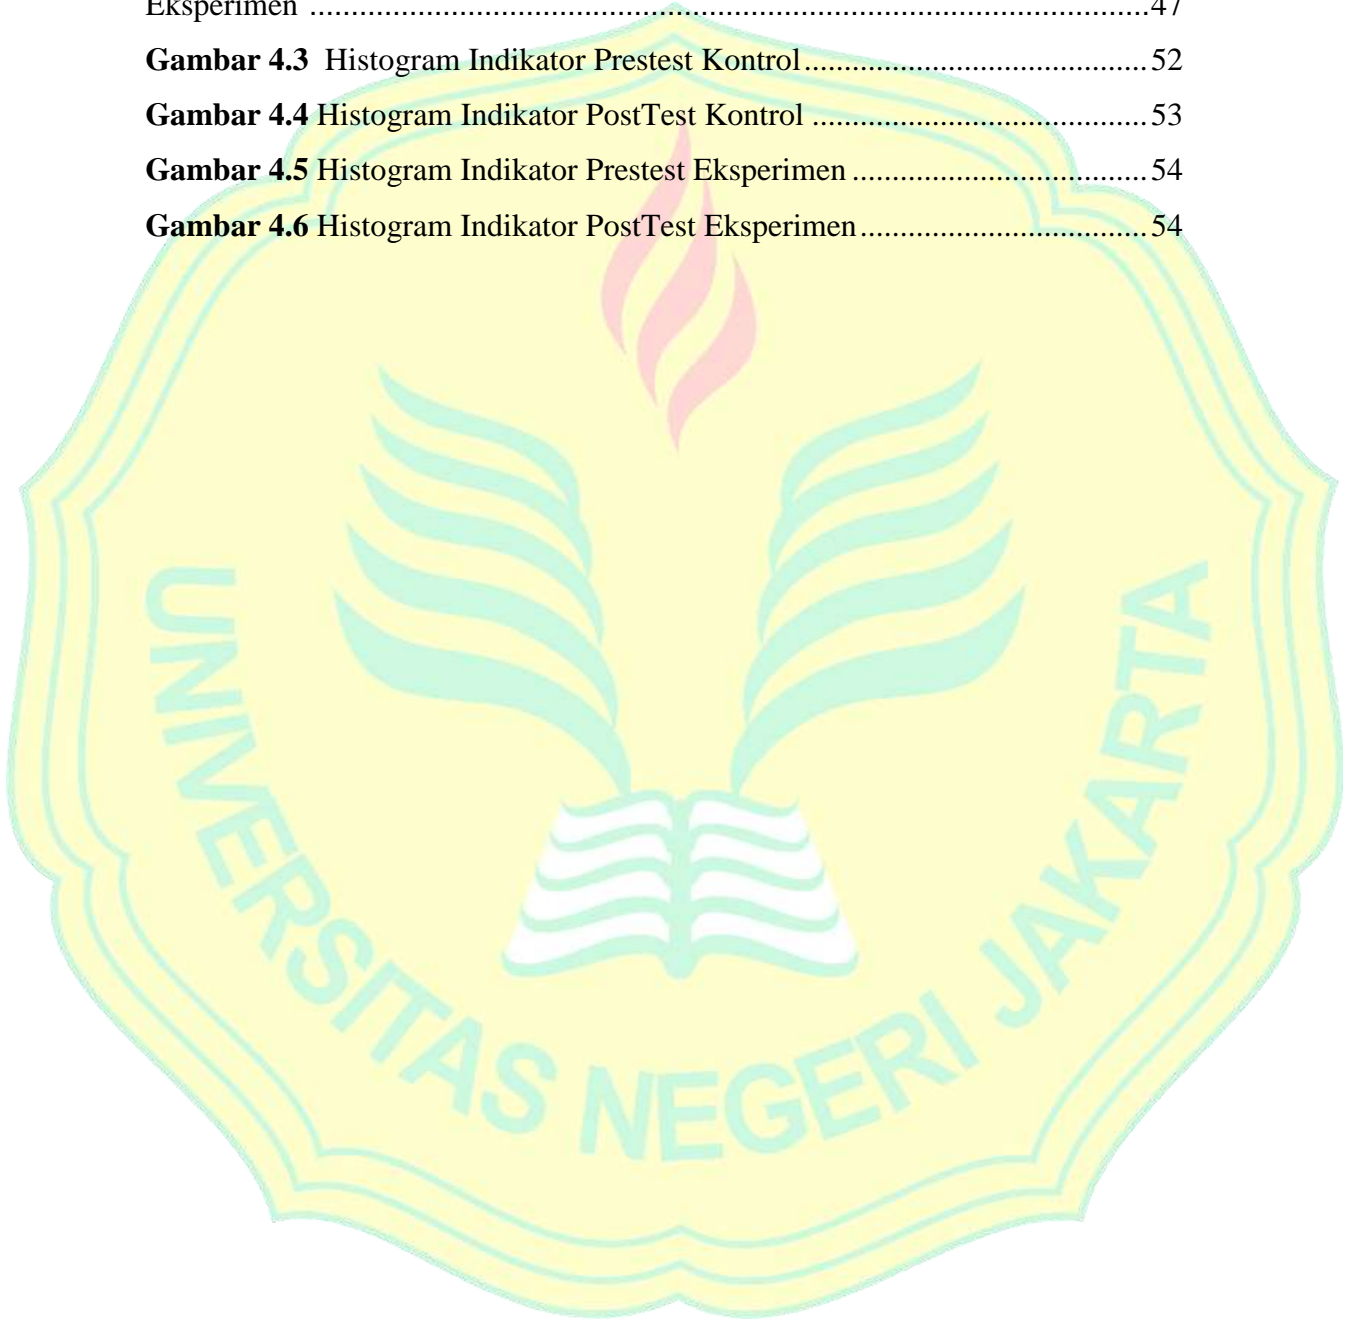 Eksperimen ........................................................................................................47
Gambar 4.3  Histogram Indikator Prestest Kontrol...........................................52
Gambar 4.4 Histogram Indikator PostTest Kontrol ..........................................53
Gambar 4.5 Histogram Indikator Prestest Eksperimen .....................................54
Gambar 4.6 Histogram Indikator PostTest Eksperimen....................................54
UNIVERSITAS NEGERI JAKARTA